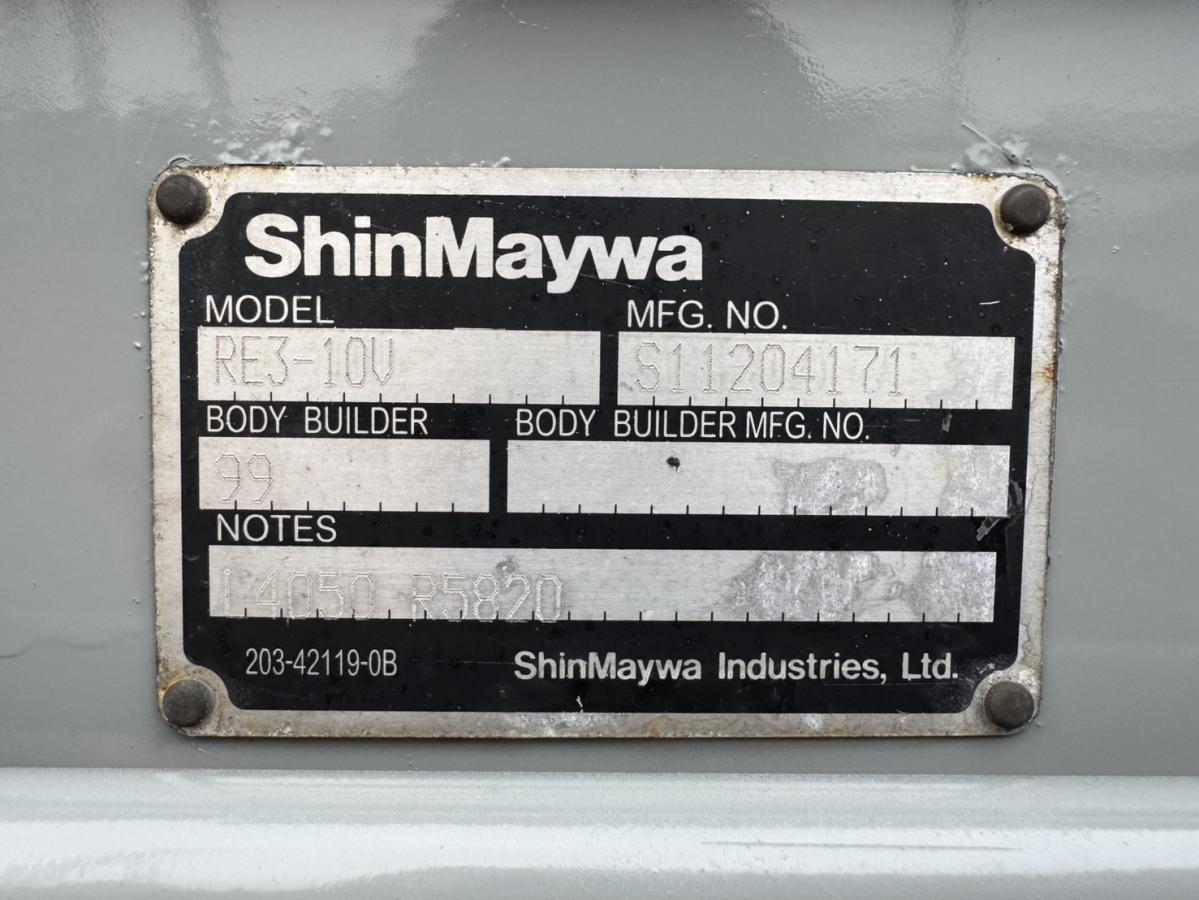 ShinMaywa
MODEL MFG. NO.
RE3-10V S11204171
BODY BUILDER BODY BUILDER MFG. NO.
99
NOTES
L4050 R5820
203-42119-0B ShinMaywa Industries, Ltd.